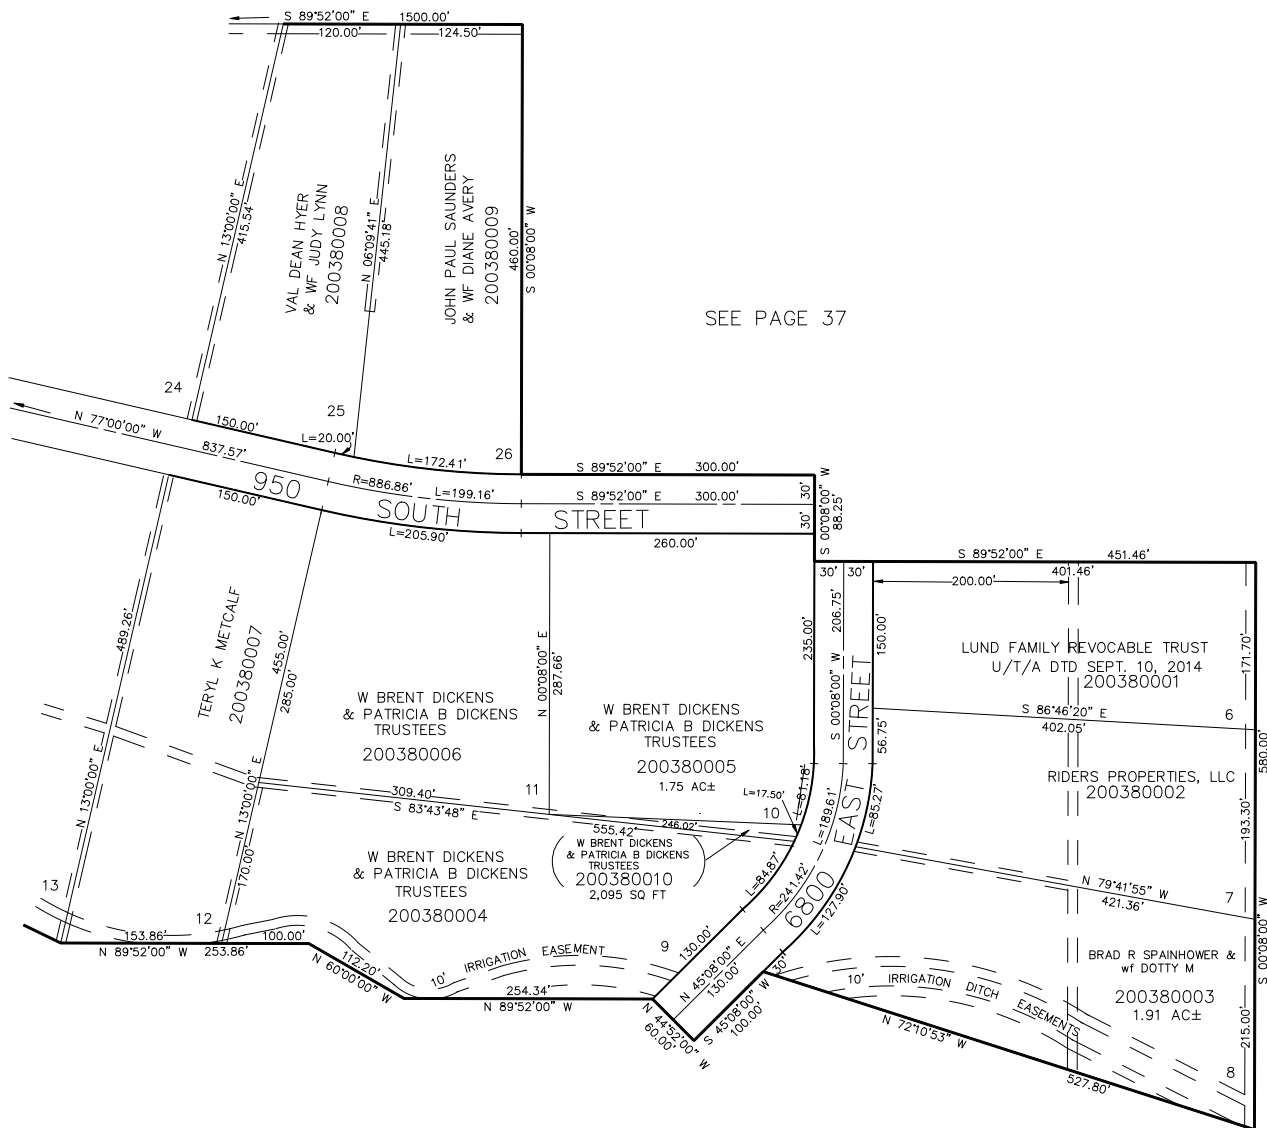 S 89°52'00" E 1500.00'
120.00' 124.50'
N 13°00'00" E
415.54'
VAL DEAN HYER
& WF JUDY LYNN
200380008
N 06°09'41" E
445.18'
JOHN PAUL SAUNDERS
& WF DIANE AVERY
200380009
460.00'
S 00°08'00" W
SEE PAGE 37
24
25
26
150.00'
L=20.00'
L=172.41'
N 77°00'00" W
837.57'
R=886.86'
L=199.16'
S 89°52'00" E 300.00'
S 89°52'00" E 300.00'
30'
30'
S 00°08'00" W
88.25'
950 SOUTH STREET
150.00'
L=205.90'
260.00'
S 89°52'00" E 451.46'
401.46'
30' 30'
200.00'
489.26'
N 13°00'00" E
TERYL K METCALF
200380007
455.00'
285.00'
N 13°00'00" E
170.00'
W BRENT DICKENS
& PATRICIA B DICKENS
TRUSTEES
200380006
N 00°08'00" E
287.66'
W BRENT DICKENS
& PATRICIA B DICKENS
TRUSTEES
200380005
1.75 AC±
235.00'
206.75'
S 00°08'00" W
150.00'
56.75'
6800 EAST STREET
LUND FAMILY REVOCABLE TRUST
U/T/A DTD SEPT. 10, 2014
200380001
171.70'
S 86°46'20" E
402.05'
6
580.00'
S 00°08'00" W
RIDERS PROPERTIES, LLC
200380002
193.30'
309.40'
S 83°43'48" E
11
555.42'
246.02'
10
L=17.50'
L=81.18'
L=189.61'
L=85.27'
W BRENT DICKENS
& PATRICIA B DICKENS
TRUSTEES
200380010
2,095 SQ FT
L=84.87'
R=241.42'
L=127.90'
N 79°41'55" W
421.36'
7
W BRENT DICKENS
& PATRICIA B DICKENS
TRUSTEES
200380004
13
12
153.86'
N 89°52'00" W 253.86'
100.00'
112.20'
N 60°00'00" W
10' IRRIGATION EASEMENT
254.34'
N 89°52'00" W
9
130.00'
N 45°08'00" E
130.00'
30'
N 44°52'00" W
60.00'
S 45°08'00" W
100.00'
BRAD R SPAINHOWER &
wf DOTTY M
200380003
1.91 AC±
10' IRRIGATION DITCH EASEMENTS
N 72°10'53" W
527.80'
215.00'
8